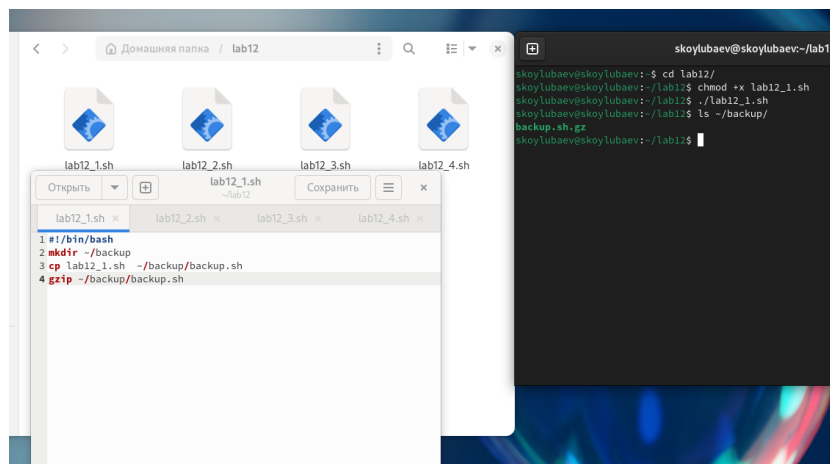 Домашняя папка / lab12
lab12_1.sh
lab12_2.sh
lab12_3.sh
lab12_4.sh
Открыть
lab12_1.sh
~/lab12
Сохранить
lab12_1.sh
lab12_2.sh
lab12_3.sh
lab12_4.sh
1 #!/bin/bash
2 mkdir ~/backup
3 cp lab12_1.sh  ~/backup/backup.sh
4 gzip ~/backup/backup.sh
skoylubaev@skoylubaev:~/lab1
skoylubaev@skoylubaev:~$ cd lab12/
skoylubaev@skoylubaev:~/lab12$ chmod +x lab12_1.sh
skoylubaev@skoylubaev:~/lab12$ ./lab12_1.sh
skoylubaev@skoylubaev:~/lab12$ ls ~/backup/
backup.sh.gz
skoylubaev@skoylubaev:~/lab12$